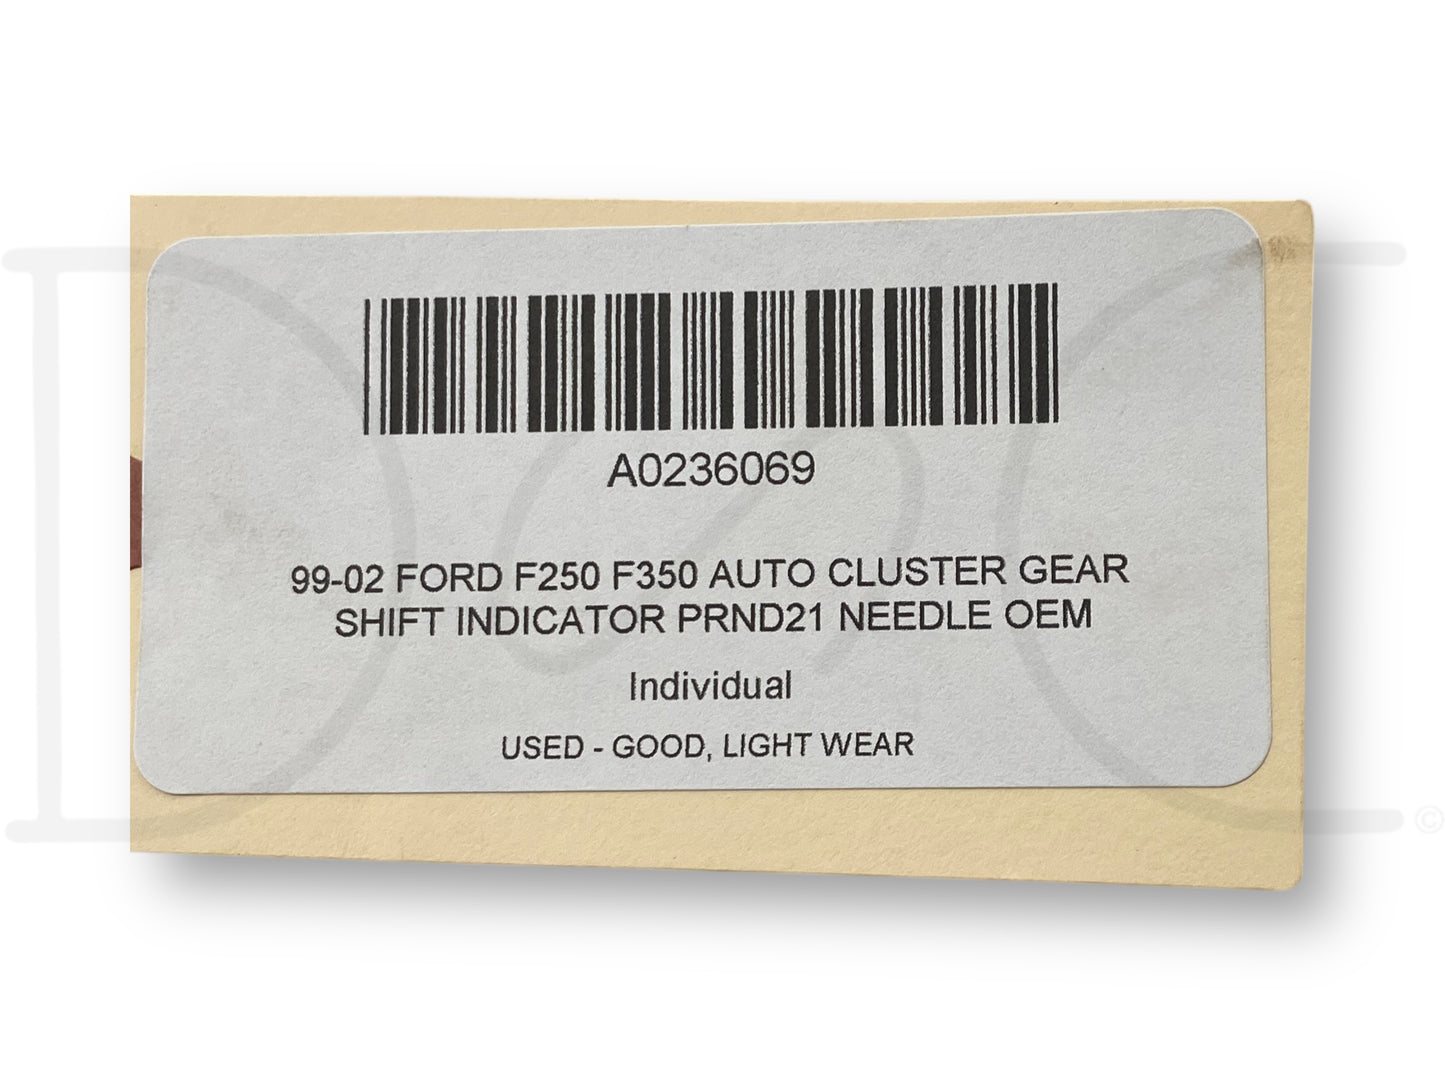 A0236069
99-02 FORD F250 F350 AUTO CLUSTER GEAR
SHIFT INDICATOR PRND21 NEEDLE OEM
Individual
USED - GOOD, LIGHT WEAR
©